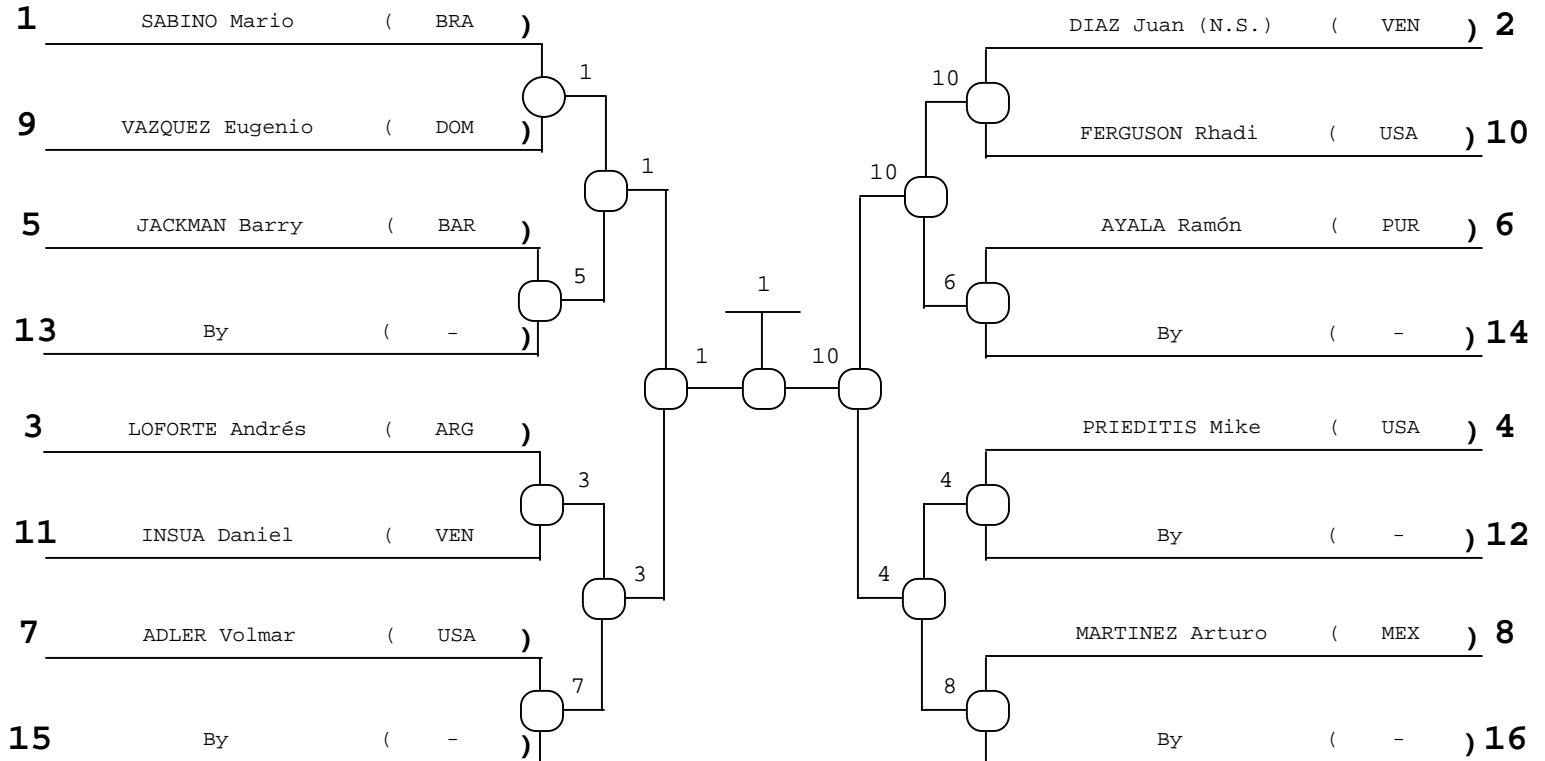 1 SABINO Mario ( BRA )
1
9 VAZQUEZ Eugenio ( DOM )
1
5 JACKMAN Barry ( BAR )
5
13 By ( - )
1
3 LOFORTE Andrés ( ARG )
3
11 INSUA Daniel ( VEN
3
7 ADLER Volmar ( USA )
7
15 By ( - )
1
DIAZ Juan (N.S.) ( VEN ) 2
10
FERGUSON Rhadi ( USA ) 10
10
AYALA Ramón ( PUR ) 6
6
By ( - ) 14
10
PRIEDITIS Mike ( USA ) 4
4
By ( - ) 12
4
MARTINEZ Arturo ( MEX ) 8
8
By ( - ) 16